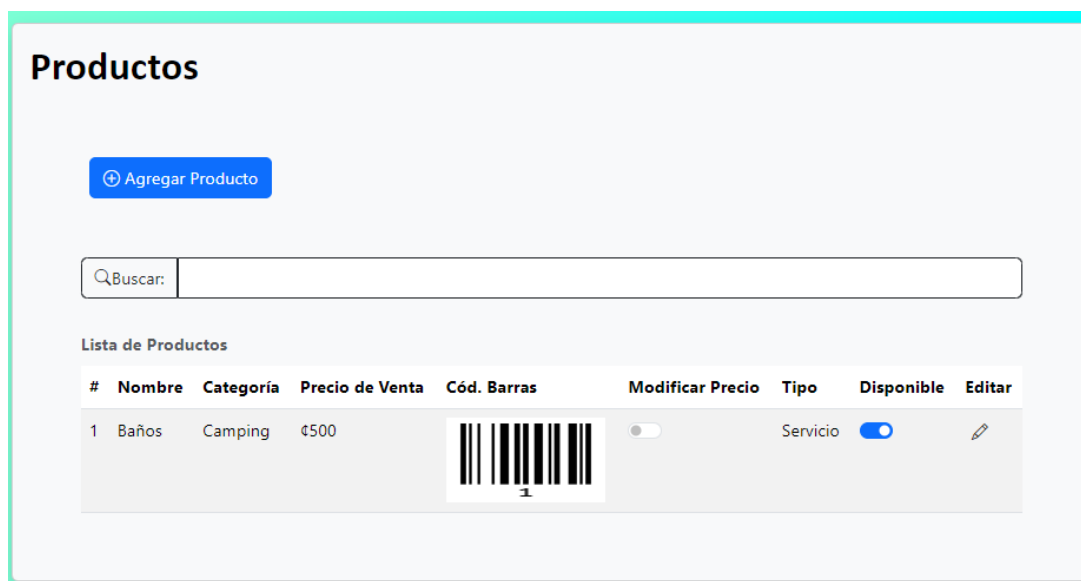 Productos
Agregar Producto
Buscar:
Lista de Productos
# Nombre Categoría Precio de Venta Cód. Barras Modificar Precio Tipo Disponible Editar
1 Baños Camping ¢500 Servicio
1